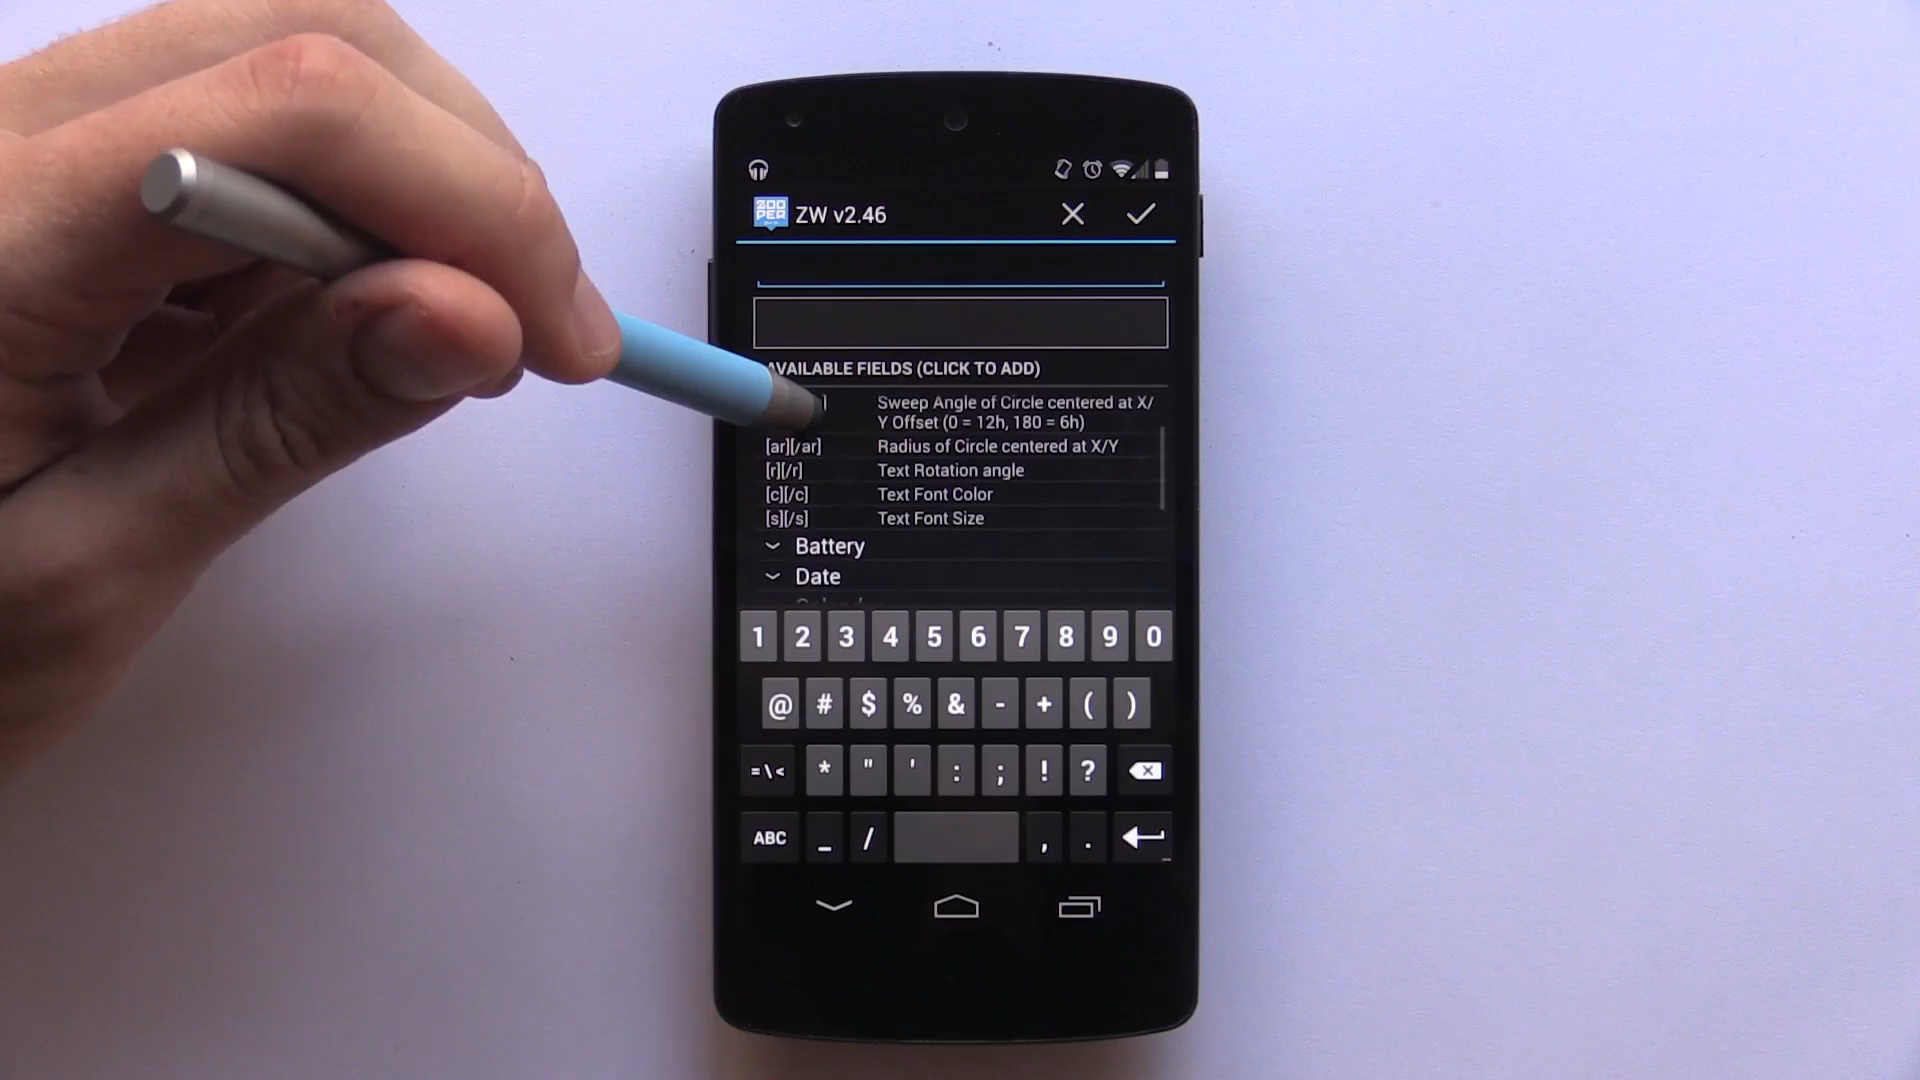 ZOO
PER
ZW v2.46
AVAILABLE FIELDS (CLICK TO ADD)
Sweep Angle of Circle centered at X/
Y Offset (0 = 12h, 180 = 6h)
[ar][/ar] Radius of Circle centered at X/Y
[r][/r] Text Rotation angle
[c][/c] Text Font Color
[s][/s] Text Font Size
Battery
Date
1 2 3 4 5 6 7 8 9 0
@ # $ % & - + ( )
=\< * " ' : ; ! ?
ABC _ / , .